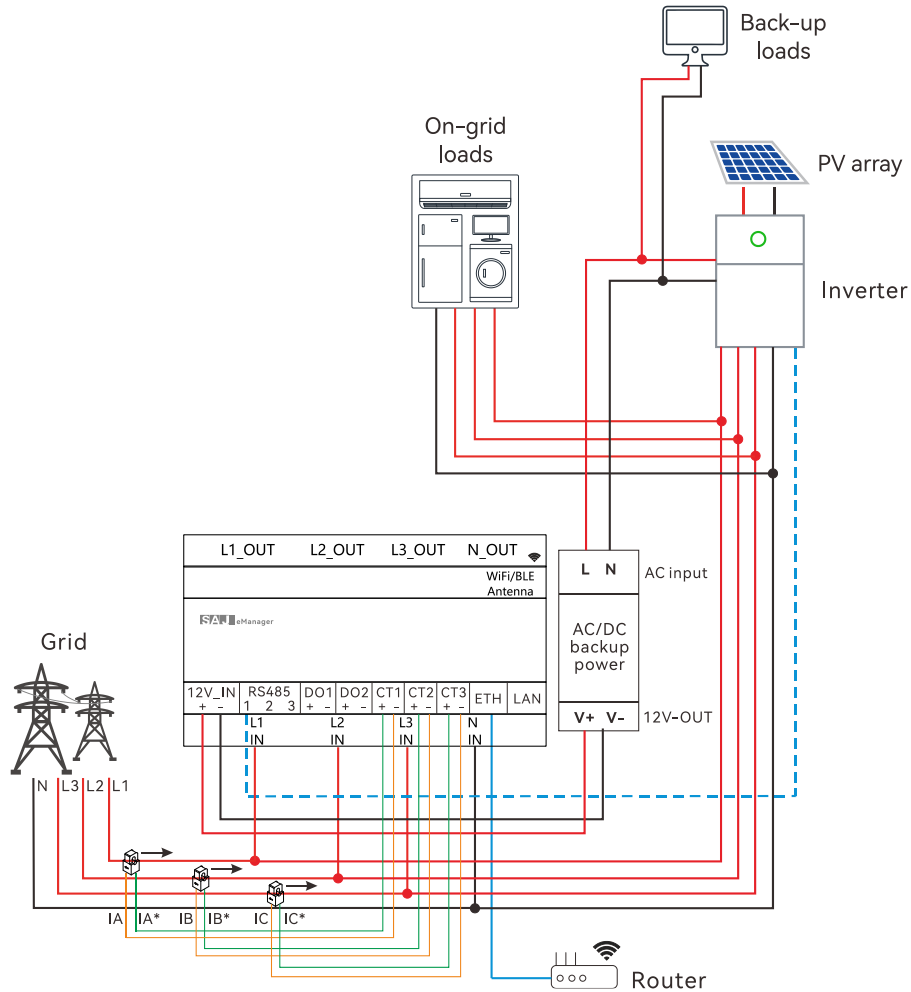 Back-up
loads
On-grid
loads
PV array
Inverter
L1_OUT L2_OUT L3_OUT N_OUT
WiFi/BLE
Antenna
SAJ eManager
L N
AC input
AC/DC
backup
power
V+ V-
12V-OUT
Grid
12V_IN RS485 DO1 DO2 CT1 CT2 CT3 ETH LAN
+ - 1 2 3 + - + - + - + - + -
L1 L2 L3 N
IN IN IN IN
N L3 L2 L1
IA IA* IB IB* IC IC*
Router